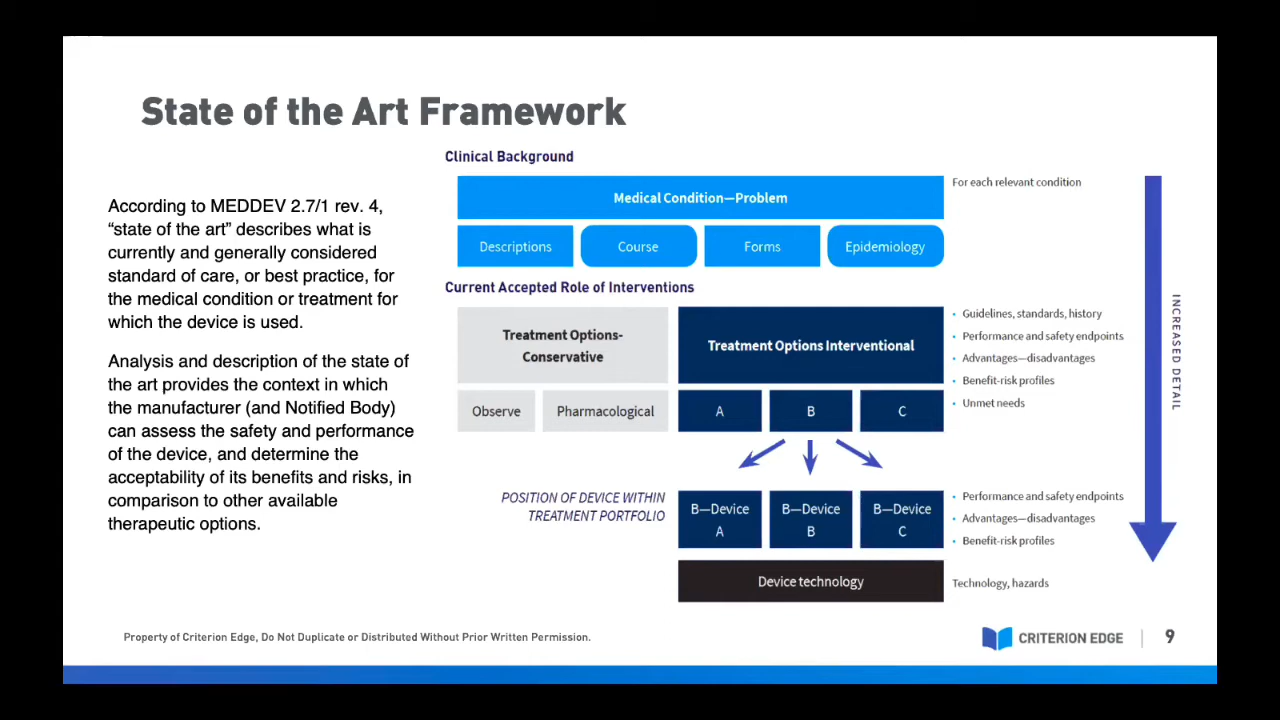 State of the Art Framework
According to MEDDEV 2.7/1 rev. 4,
“state of the art” describes what is
currently and generally considered
standard of care, or best practice, for
the medical condition or treatment for
which the device is used.
Analysis and description of the state of
the art provides the context in which
the manufacturer (and Notified Body)
can assess the safety and performance
of the device, and determine the
acceptability of its benefits and risks, in
comparison to other available
therapeutic options.
Clinical Background
Medical Condition—Problem
For each relevant condition
Descriptions
Course
Forms
Epidemiology
Current Accepted Role of Interventions
Treatment Options-
Conservative
Treatment Options Interventional
• Guidelines, standards, history
• Performance and safety endpoints
• Advantages—disadvantages
• Benefit-risk profiles
• Unmet needs
Observe
Pharmacological
A
B
C
POSITION OF DEVICE WITHIN
TREATMENT PORTFOLIO
B—Device
A
B—Device
B
B—Device
C
• Performance and safety endpoints
• Advantages—disadvantages
• Benefit-risk profiles
Device technology
Technology, hazards
INCREASED DETAIL
Property of Criterion Edge, Do Not Duplicate or Distributed Without Prior Written Permission.
CRITERION EDGE
9